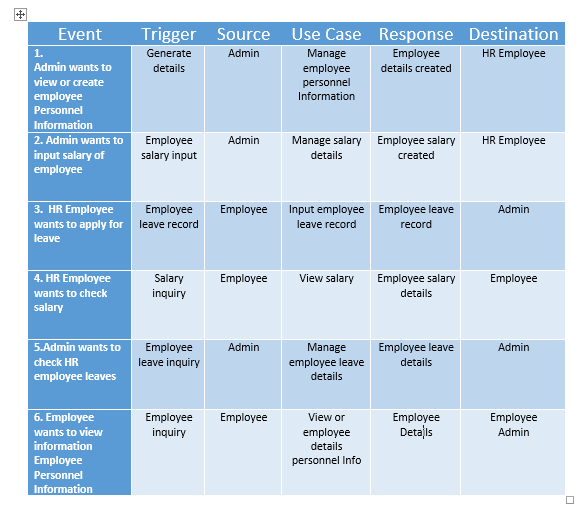 Event Trigger Source Use Case Response Destination
1. Generate Admin Manage Employee HR Employee
Admin wants to details employee details created
view or create personnel
employee Information
Personnel
Information
2. Admin wants to Employee Admin Manage salary Employee salary HR Employee
input salary of salary input details created
employee
3. HR Employee Employee Employee Input employee Employee leave Admin
wants to apply for leave record leave record record
leave
4. HR Employee Salary Employee View salary Employee salary Employee
wants to check inquiry details
salary
5.Admin wants to Employee Admin Manage Employee leave Admin
check HR leave inquiry employee leave details
employee leaves details
6. Employee Employee Employee View or Employee Employee
wants to view inquiry employee Details Admin
information details
Employee personnel Info
Personnel
Information